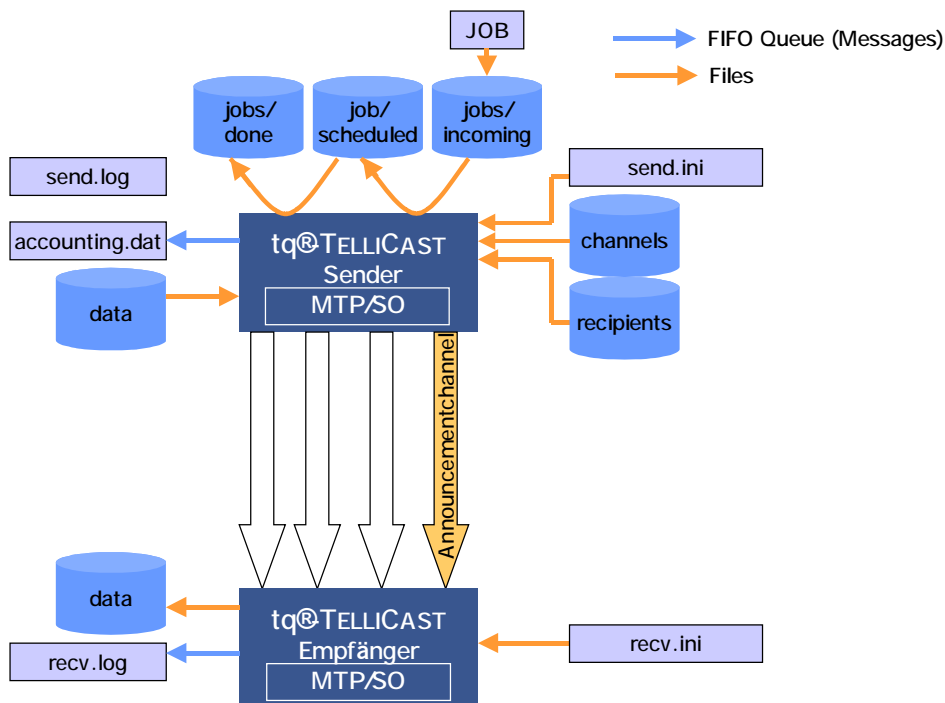 JOB
FIFO Queue (Messages)
Files
jobs/
done
job/
scheduled
jobs/
incoming
send.log
send.ini
accounting.dat
tq®-TELLICAST
Sender
MTP/SO
channels
data
recipients
Announcementchannel
data
tq®-TELLICAST
Empfänger
MTP/SO
recv.log
recv.ini